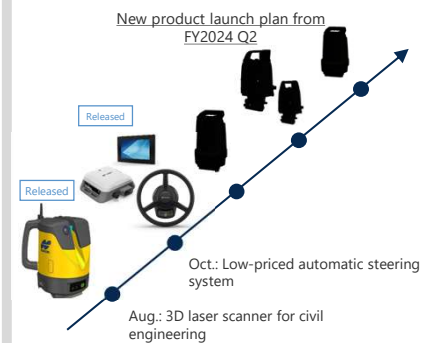 New product launch plan from
FY2024 Q2
Released
Released
Oct.: Low-priced automatic steering
system
Aug.: 3D laser scanner for civil
engineering